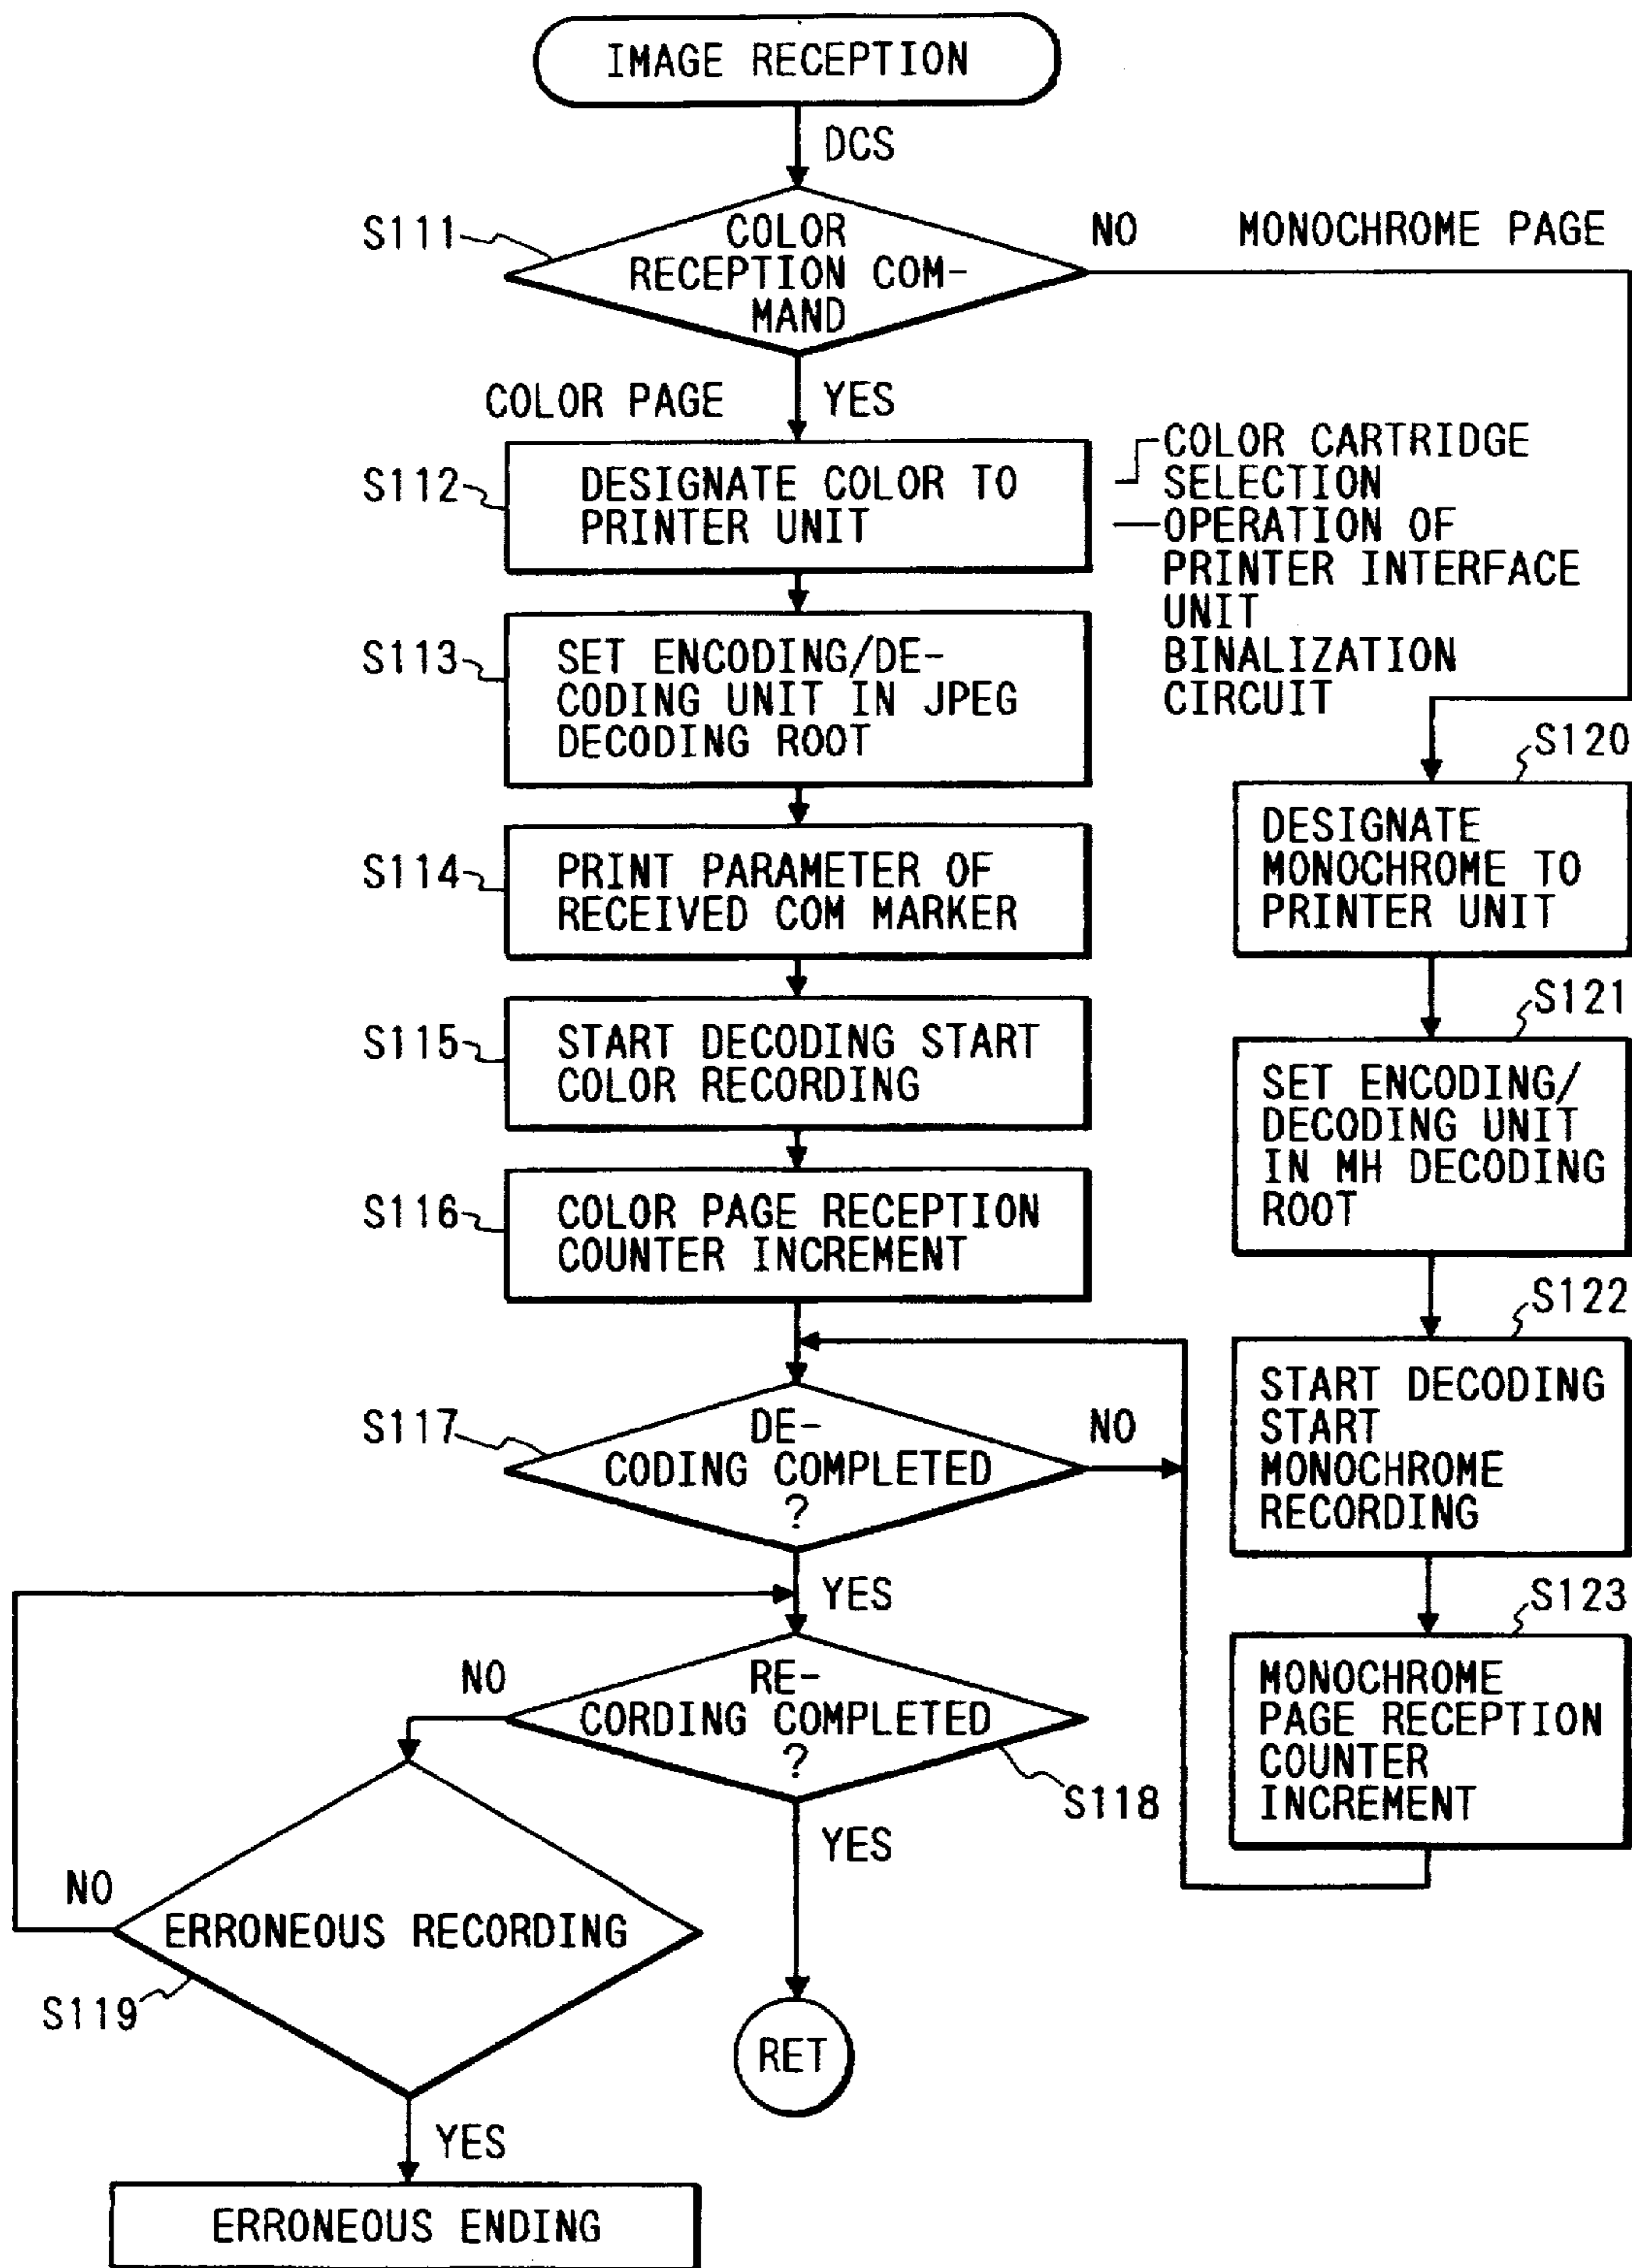 IMAGE RECEPTION
DCS
S111
COLOR
RECEPTION COM-
MAND
NO
MONOCHROME PAGE
COLOR PAGE
YES
S112
DESIGNATE COLOR TO
PRINTER UNIT
COLOR CARTRIDGE
SELECTION
OPERATION OF
PRINTER INTERFACE
UNIT
BINALIZATION
CIRCUIT
S113
SET ENCODING/DE-
CODING UNIT IN JPEG
DECODING ROOT
S114
PRINT PARAMETER OF
RECEIVED COM MARKER
S115
START DECODING START
COLOR RECORDING
S116
COLOR PAGE RECEPTION
COUNTER INCREMENT
S117
DE-
CODING COMPLETED
?
NO
YES
RE-
CORDING COMPLETED
?
NO
S118
YES
RET
NO
ERRONEOUS RECORDING
S119
YES
ERRONEOUS ENDING
S120
DESIGNATE
MONOCHROME TO
PRINTER UNIT
S121
SET ENCODING/
DECODING UNIT
IN MH DECODING
ROOT
S122
START DECODING
START
MONOCHROME
RECORDING
S123
MONOCHROME
PAGE RECEPTION
COUNTER
INCREMENT